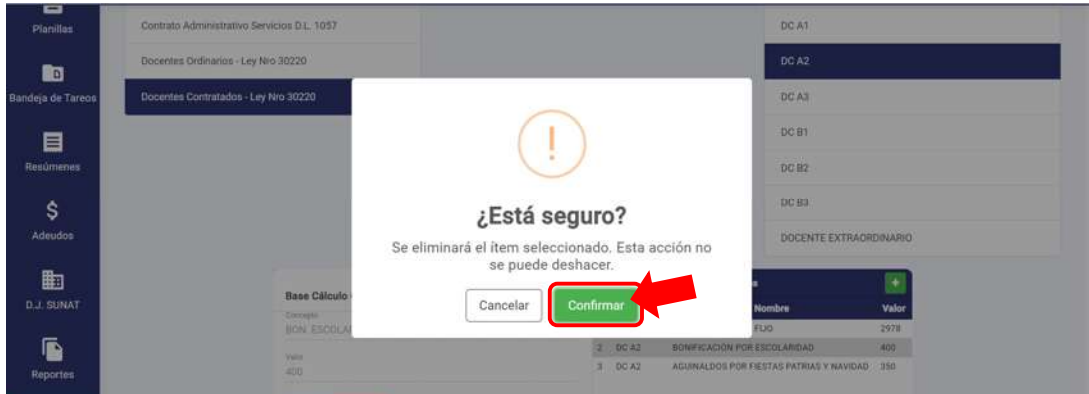 Planillas
Bandeja de Tareos
Resúmenes
$
Adeudos
D.J. SUNAT
Reportes
Contrato Administrativo Servicios D.L. 1057
Docentes Ordinarios - Ley Nro 30220
Docentes Contratados - Ley Nro 30220
DC A1
DC A2
DC A3
DC B1
DC B2
DC B3
DOCENTE EXTRAORDINARIO
!
¿Está seguro?
Se eliminará el ítem seleccionado. Esta acción no
se puede deshacer.
Cancelar
Confirmar
Base Cálculo
Concepto
BON. ESCOLA
Valor
400
+
Nombre Valor
FIJO 2978
2 DC A2 BONIFICACIÓN POR ESCOLARIDAD 400
3 DC A2 AGUINALDOS POR FIESTAS PATRIAS Y NAVIDAD 350